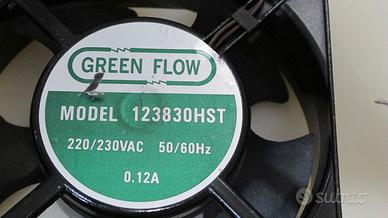 GREEN FLOW
MODEL 123830HST
220/230VAC 50/60Hz
0.12A
subito